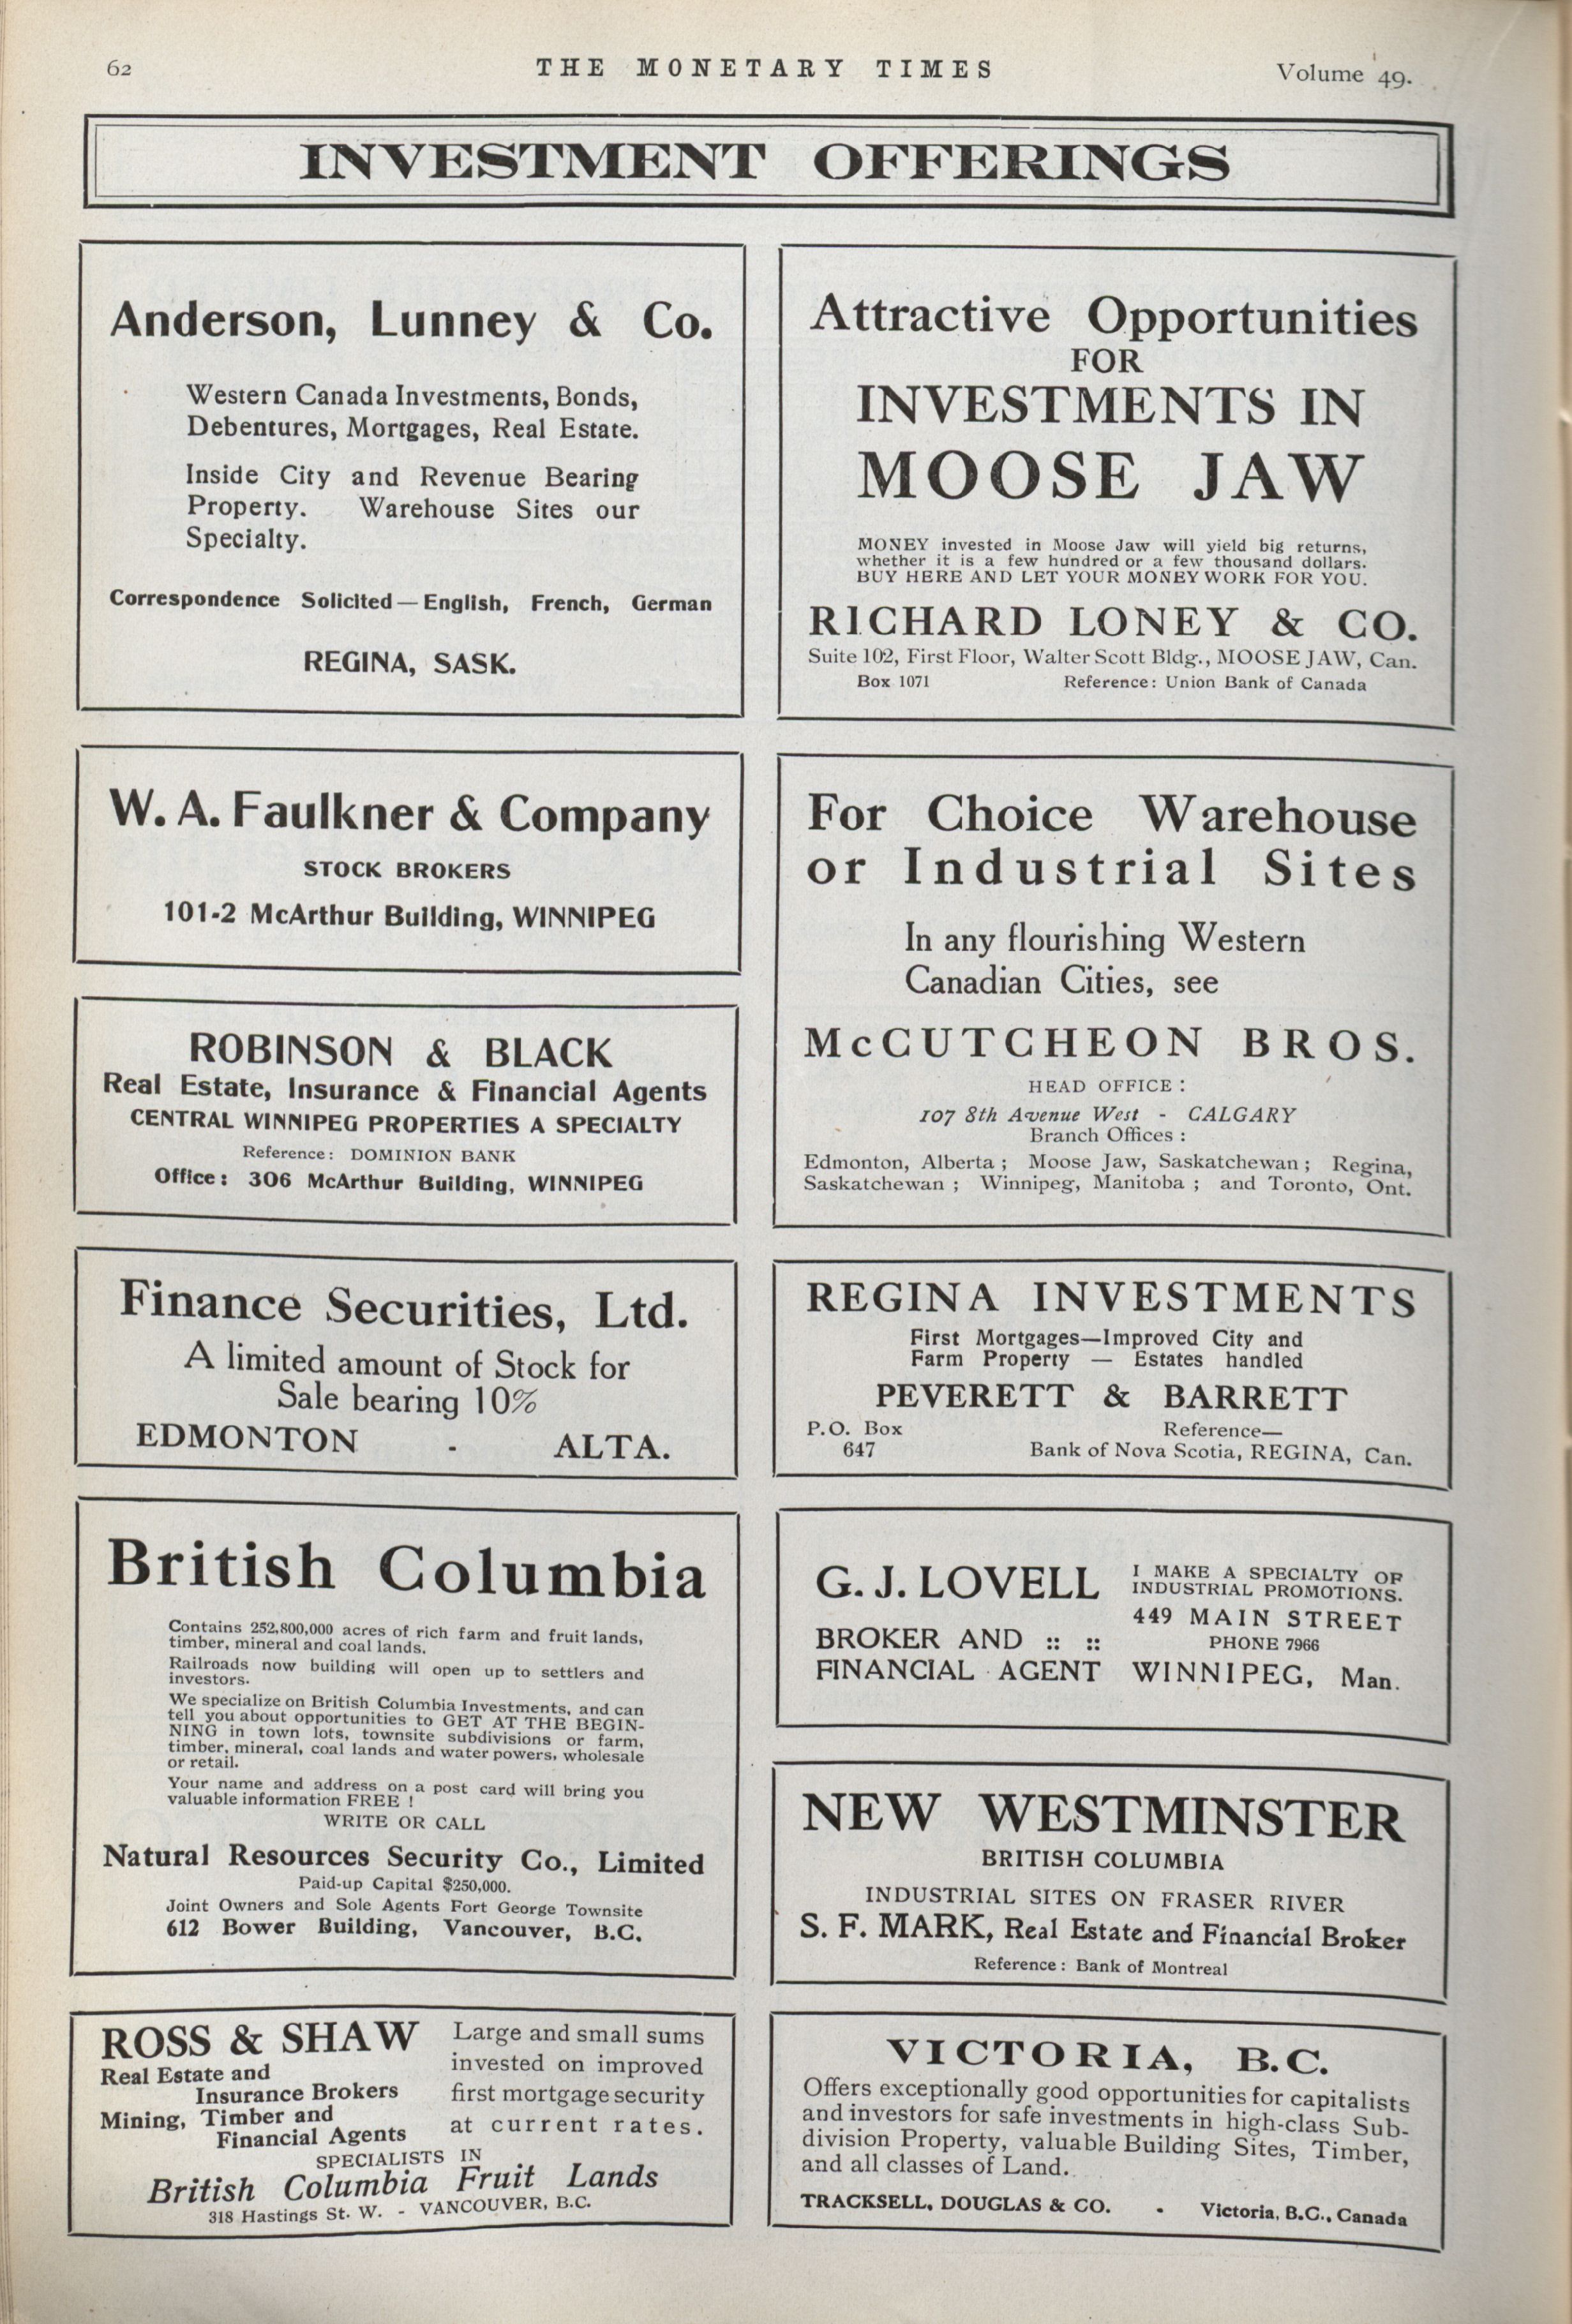 62
THE MONETARY TIMES
Volume 49.
INVESTMENT OFFERINGS
Anderson, Lunney & Co.
Western Canada Investments, Bonds,
Debentures, Mortgages, Real Estate.
Inside City and Revenue Bearing
Property. Warehouse Sites our
Specialty.
Correspondence Solicited—English, French, German
REGINA, SASK.
W. A. Faulkner & Company
STOCK BROKERS
101-2 McArthur Building, WINNIPEG
ROBINSON & BLACK
Real Estate, Insurance & Financial Agents
CENTRAL WINNIPEG PROPERTIES A SPECIALTY
Reference: DOMINION BANK
Office: 306 McArthur Building, WINNIPEG
Finance Securities, Ltd.
A limited amount of Stock for
Sale bearing 10%
EDMONTON - ALTA.
British Columbia
Contains 252,800,000 acres of rich farm and fruit lands,
timber, mineral and coal lands.
Railroads now building will open up to settlers and
investors.
We specialize on British Columbia Investments, and can
tell you about opportunities to GET AT THE BEGIN-
NING in town lots, townsite subdivisions or farm,
timber, mineral, coal lands and water powers, wholesale
or retail.
Your name and address on a post card will bring you
valuable information FREE !
WRITE OR CALL
Natural Resources Security Co., Limited
Paid-up Capital $250,000.
Joint Owners and Sole Agents Fort George Townsite
612 Bower Building, Vancouver, B.C.
ROSS & SHAW
Real Estate and
Insurance Brokers
Mining, Timber and
Financial Agents
Large and small sums
invested on improved
first mortgage security
at current rates.
SPECIALISTS IN
British Columbia Fruit Lands
318 Hastings St. W. - VANCOUVER, B.C.
Attractive Opportunities
FOR
INVESTMENTS IN
MOOSE JAW
MONEY invested in Moose Jaw will yield big returns,
whether it is a few hundred or a few thousand dollars.
BUY HERE AND LET YOUR MONEY WORK FOR YOU.
RICHARD LONEY & CO.
Suite 102, First Floor, Walter Scott Bldg., MOOSE JAW, Can.
Box 1071 Reference: Union Bank of Canada
For Choice Warehouse
or Industrial Sites
In any flourishing Western
Canadian Cities, see
McCUTCHEON BROS.
HEAD OFFICE :
107 8th Avenue West - CALGARY
Branch Offices :
Edmonton, Alberta ; Moose Jaw, Saskatchewan ; Regina,
Saskatchewan ; Winnipeg, Manitoba ; and Toronto, Ont.
REGINA INVESTMENTS
First Mortgages—Improved City and
Farm Property — Estates handled
PEVERETT & BARRETT
P.O. Box
647
Reference—
Bank of Nova Scotia, REGINA, Can.
G. J. LOVELL
BROKER AND :: ::
FINANCIAL AGENT
I MAKE A SPECIALTY OF
INDUSTRIAL PROMOTIONS.
449 MAIN STREET
PHONE 7966
WINNIPEG, Man.
NEW WESTMINSTER
BRITISH COLUMBIA
INDUSTRIAL SITES ON FRASER RIVER
S. F. MARK, Real Estate and Financial Broker
Reference : Bank of Montreal
VICTORIA, B.C.
Offers exceptionally good opportunities for capitalists
and investors for safe investments in high-class Sub-
division Property, valuable Building Sites, Timber,
and all classes of Land.
TRACKSELL, DOUGLAS & CO. - Victoria, B.C., Canada